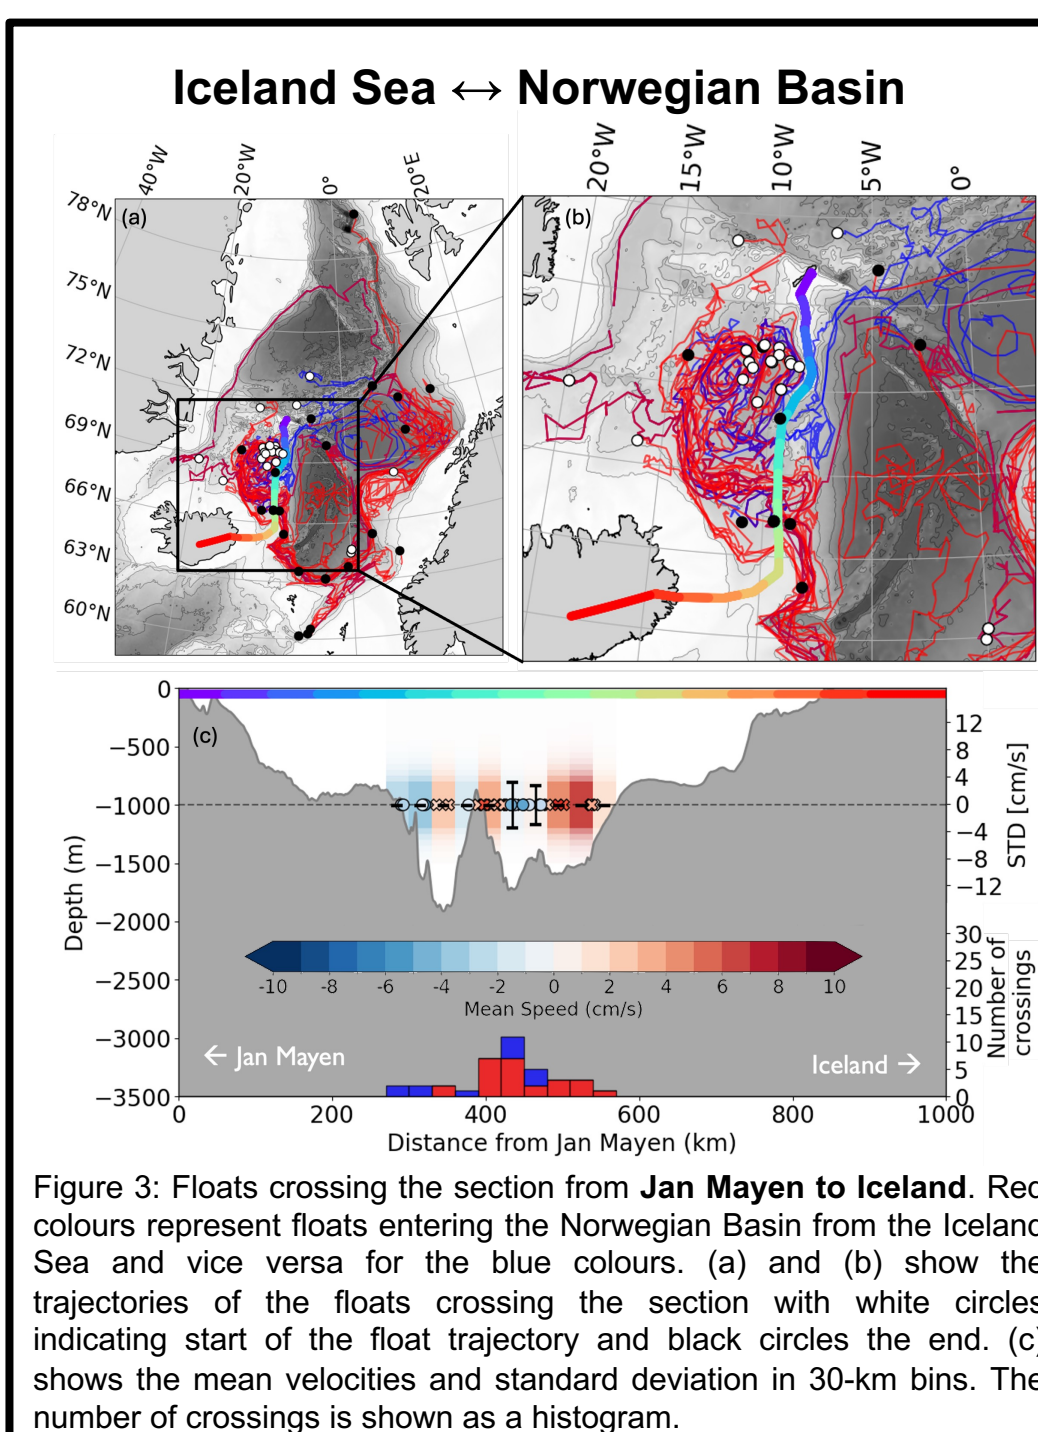 Iceland Sea ↔ Norwegian Basin
40°W 20°W 0° 20°E
20°W 15°W 10°W 5°W 0°
(a)
(b)
78°N
75°N
72°N
69°N
66°N
63°N
60°N
(c)
0
−500
−1000
−1500
−2000
−2500
−3000
−3500
Depth (m)
12
8
4
0
−4
−8
−12
STD [cm/s]
-10 -8 -6 -4 -2 0 2 4 6 8 10
Mean Speed (cm/s)
30
25
20
15
10
5
0
Number of
crossings
← Jan Mayen
Iceland →
0 200 400 600 800 1000
Distance from Jan Mayen (km)
Figure 3: Floats crossing the section from Jan Mayen to Iceland. Red
colours represent floats entering the Norwegian Basin from the Iceland
Sea and vice versa for the blue colours. (a) and (b) show the
trajectories of the floats crossing the section with white circles
indicating start of the float trajectory and black circles the end. (c)
shows the mean velocities and standard deviation in 30-km bins. The
number of crossings is shown as a histogram.